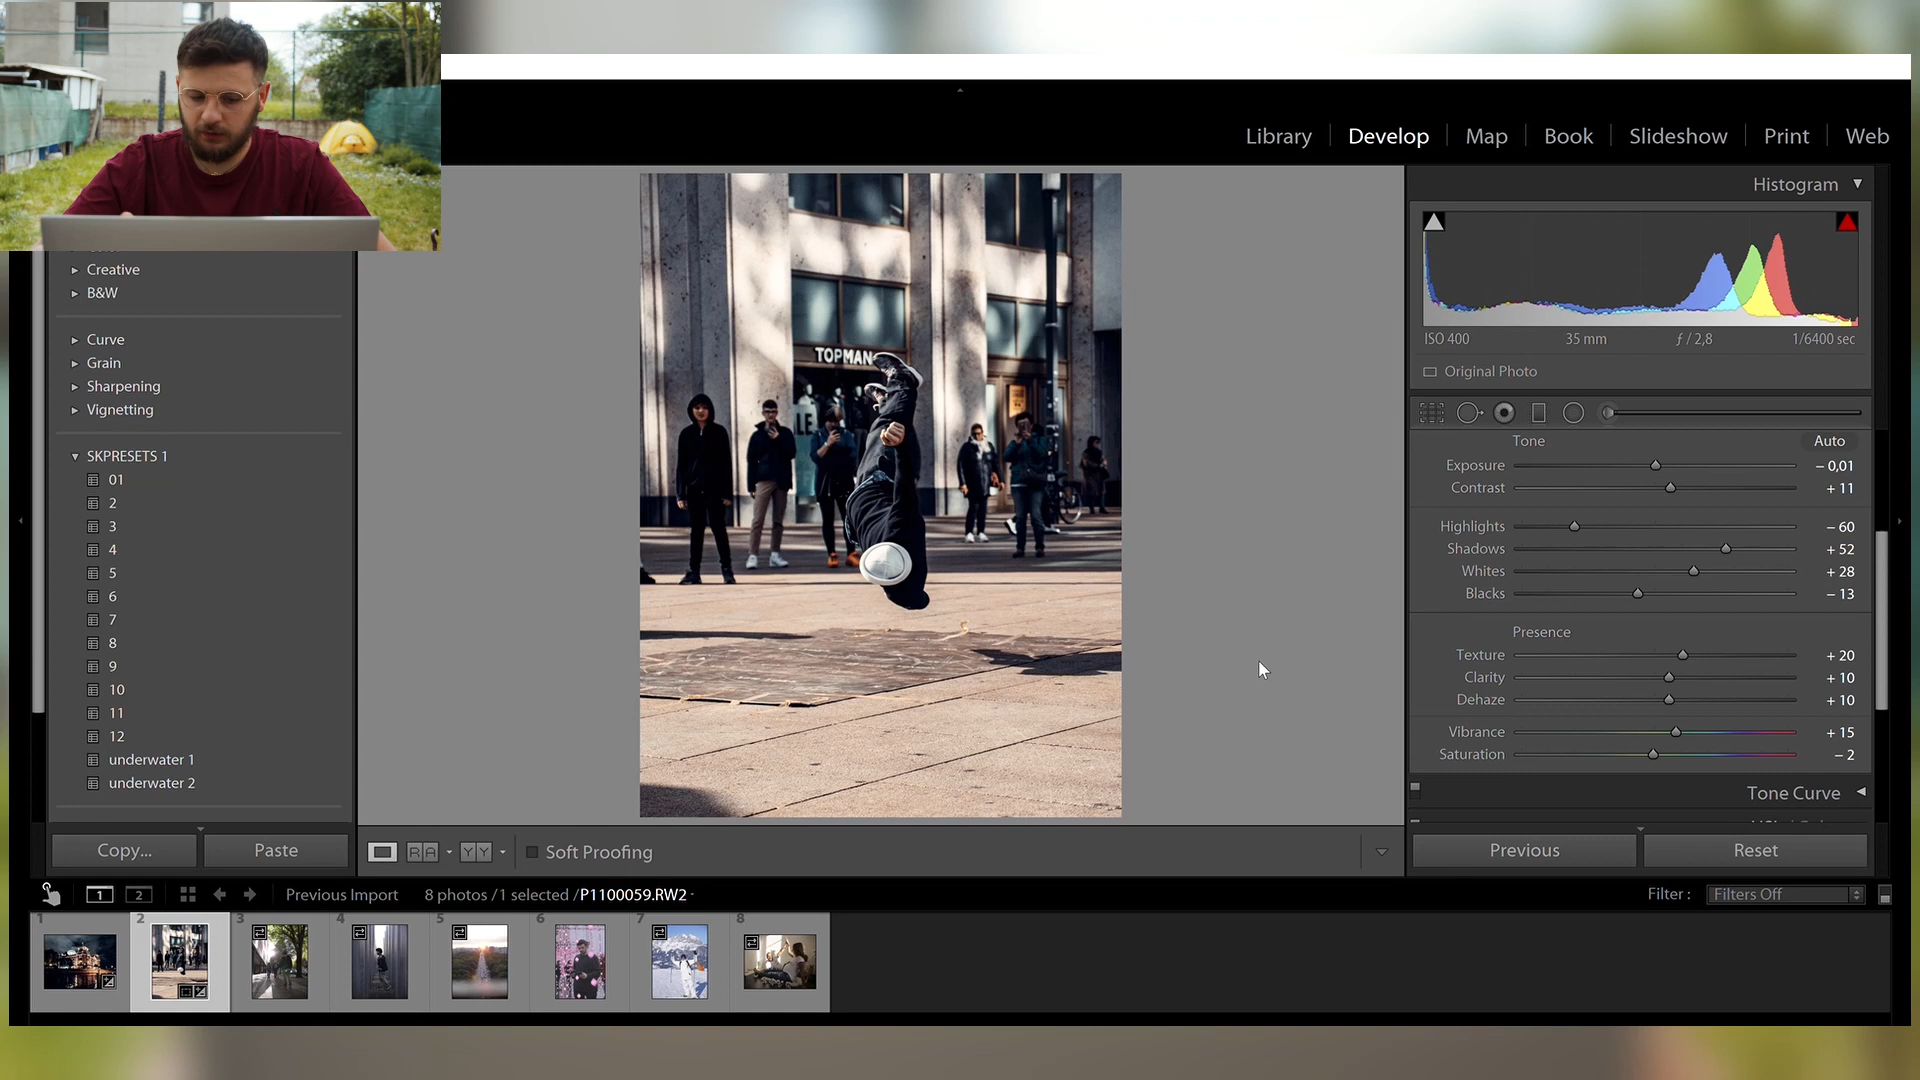 Library Develop Map Book Slideshow Print Web
Histogram
ISO 400 35 mm ƒ / 2,8 1/6400 sec
Original Photo
Tone Auto
Exposure – 0,01
Contrast + 11
Highlights – 60
Shadows + 52
Whites + 28
Blacks – 13
Presence
Texture + 20
Clarity + 10
Dehaze + 10
Vibrance + 15
Saturation – 2
Tone Curve
Previous Reset
Creative
B&W
Curve
Grain
Sharpening
Vignetting
SKPRESETS 1
01
2
3
4
5
6
7
8
9
10
11
12
underwater 1
underwater 2
Copy... Paste
TOPMAN
LE
R A Y Y Soft Proofing
1 2 Previous Import 8 photos / 1 selected / P1100059.RW2
Filter : Filters Off
1 2 3 4 5 6 7 8